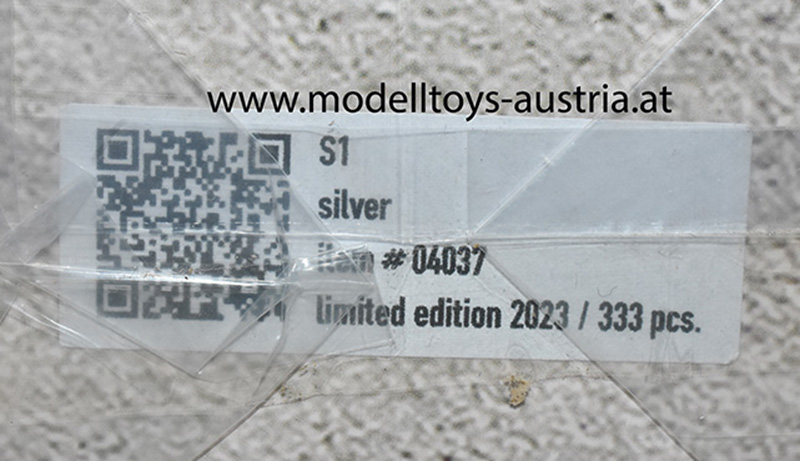 www.modelltoys-austria.at
S1
silver
item # 04037
limited edition 2023 / 333 pcs.